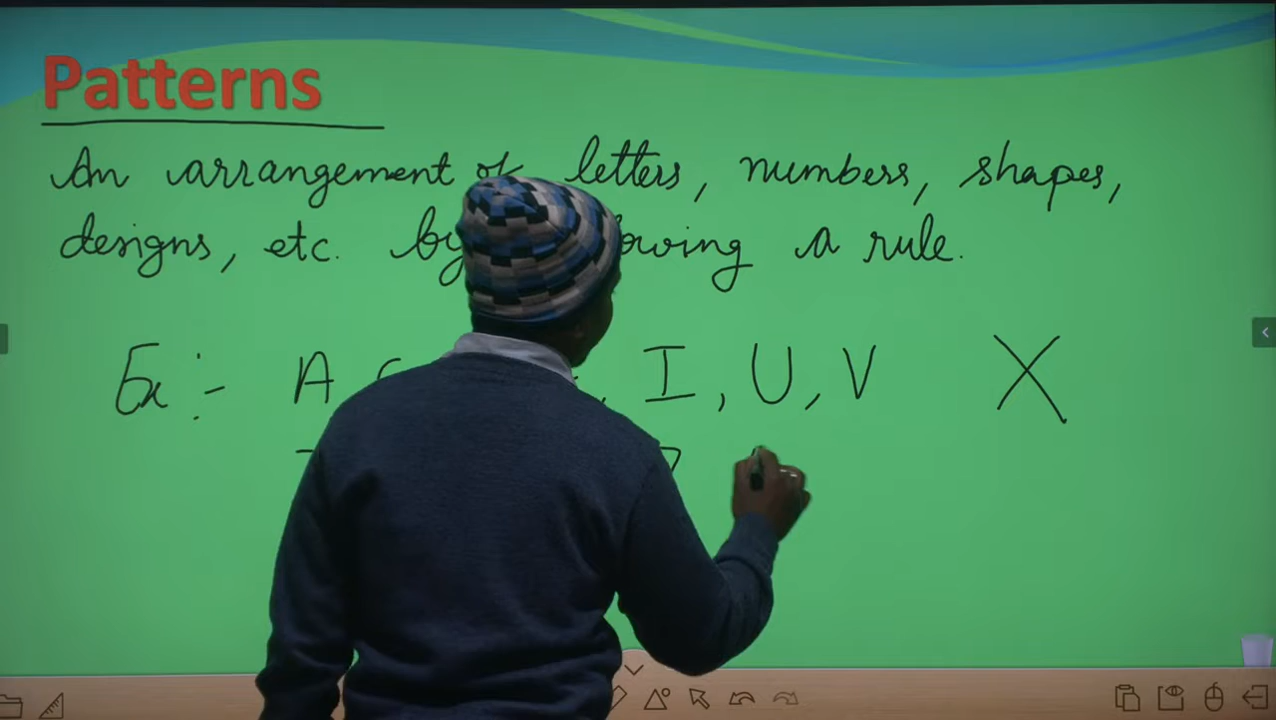 Patterns
An arrangement of letters, numbers, shapes,
designs, etc. by a rule.
Ex :- A , I , U , V X